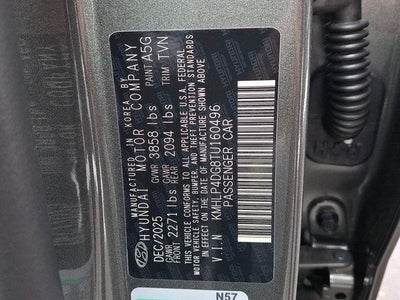 MANUFACTURED IN KOREA BY
HYUNDAI MOTOR COMPANY
DEC/2025 GVWR 3858 lbs PAINT A5G
GAWR FRONT 2271 lbs GAWR REAR 2094 lbs TRIM TVN
THIS VEHICLE CONFORMS TO ALL APPLICABLE U.S.A. FEDERAL
MOTOR VEHICLE SAFETY, BUMPER, AND THEFT PREVENTION
STANDARDS IN EFFECT ON THE DATE OF MANUFACTURE SHOWN ABOVE
V.I.N KMHLP4DG8TU160496
PASSENGER CAR
N57